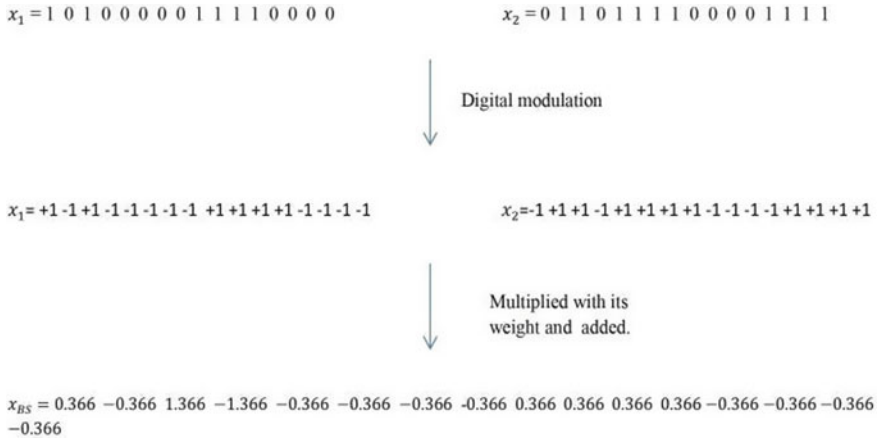 x₁ = 1 0 1 0 0 0 0 0 1 1 1 1 0 0 0 0
x₂ = 0 1 1 0 1 1 1 1 0 0 0 0 1 1 1 1
Digital modulation
x₁= +1 -1 +1 -1 -1 -1 -1 -1 +1 +1 +1 +1 -1 -1 -1 -1
x₂=-1 +1 +1 -1 +1 +1 +1 +1 -1 -1 -1 -1 +1 +1 +1 +1
Multiplied with its
weight and added.
x_BS = 0.366 −0.366 1.366 −1.366 −0.366 −0.366 −0.366 -0.366 0.366 0.366 0.366 0.366 −0.366 −0.366 −0.366
−0.366